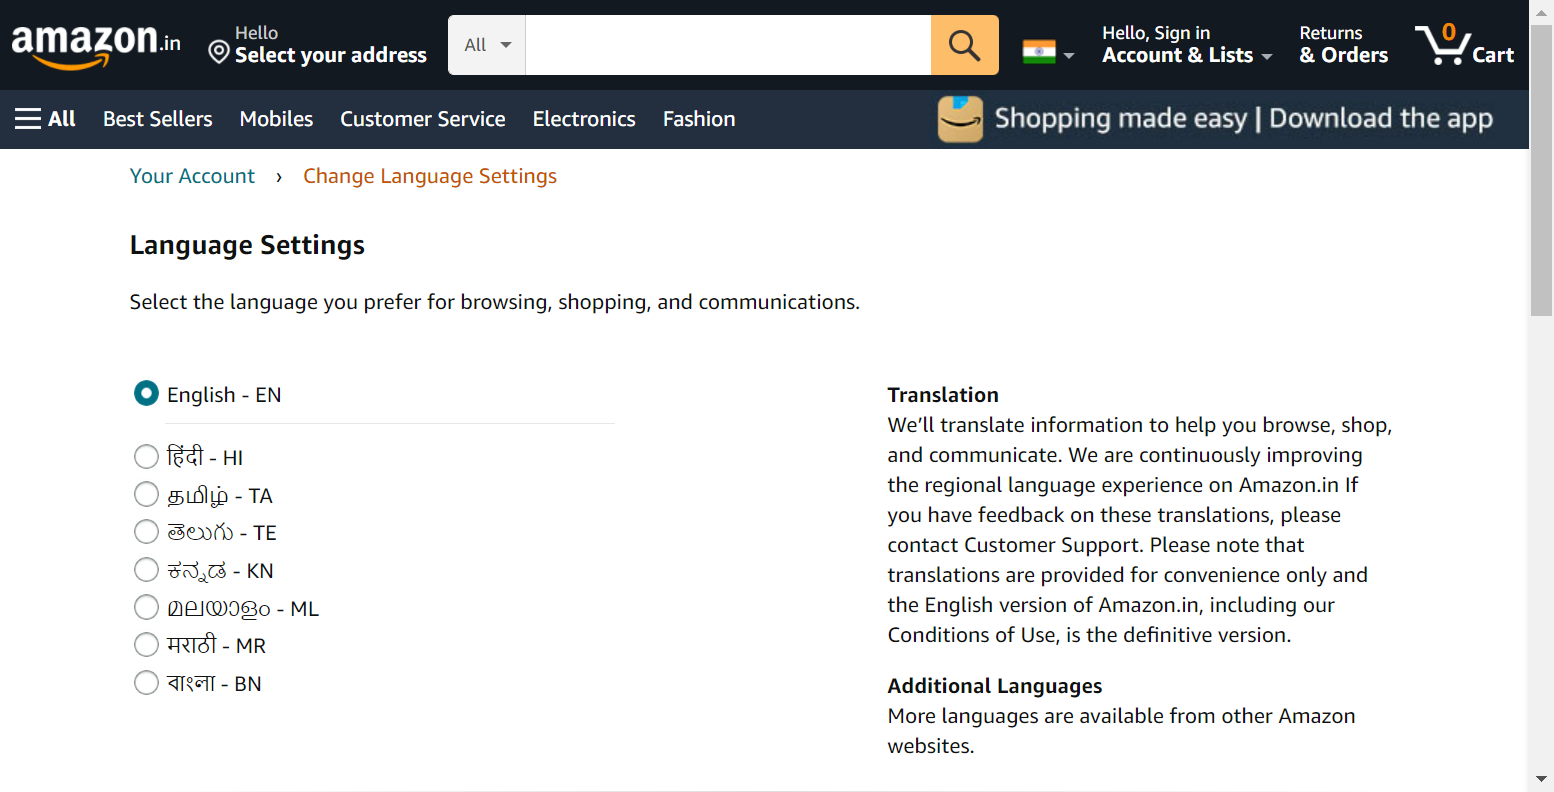 amazon.in
Hello
Select your address
All
Hello, Sign in
Account & Lists
Returns
& Orders
0
Cart
All
Best Sellers
Mobiles
Customer Service
Electronics
Fashion
Shopping made easy | Download the app
Your Account › Change Language Settings
Language Settings
Select the language you prefer for browsing, shopping, and communications.
English - EN
हिंदी - HI
தமிழ் - TA
తెలుగు - TE
ಕನ್ನಡ - KN
മലയാളം - ML
मराठी - MR
বাংলা - BN
Translation
We’ll translate information to help you browse, shop,
and communicate. We are continuously improving
the regional language experience on Amazon.in If
you have feedback on these translations, please
contact Customer Support. Please note that
translations are provided for convenience only and
the English version of Amazon.in, including our
Conditions of Use, is the definitive version.
Additional Languages
More languages are available from other Amazon
websites.